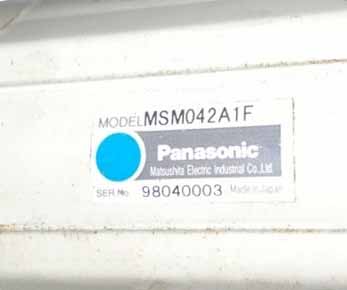 MODEL MSM042A1F
Panasonic
Matsushita Electric Industrial Co.,Ltd.
SER No. 98040003 Made in Japan